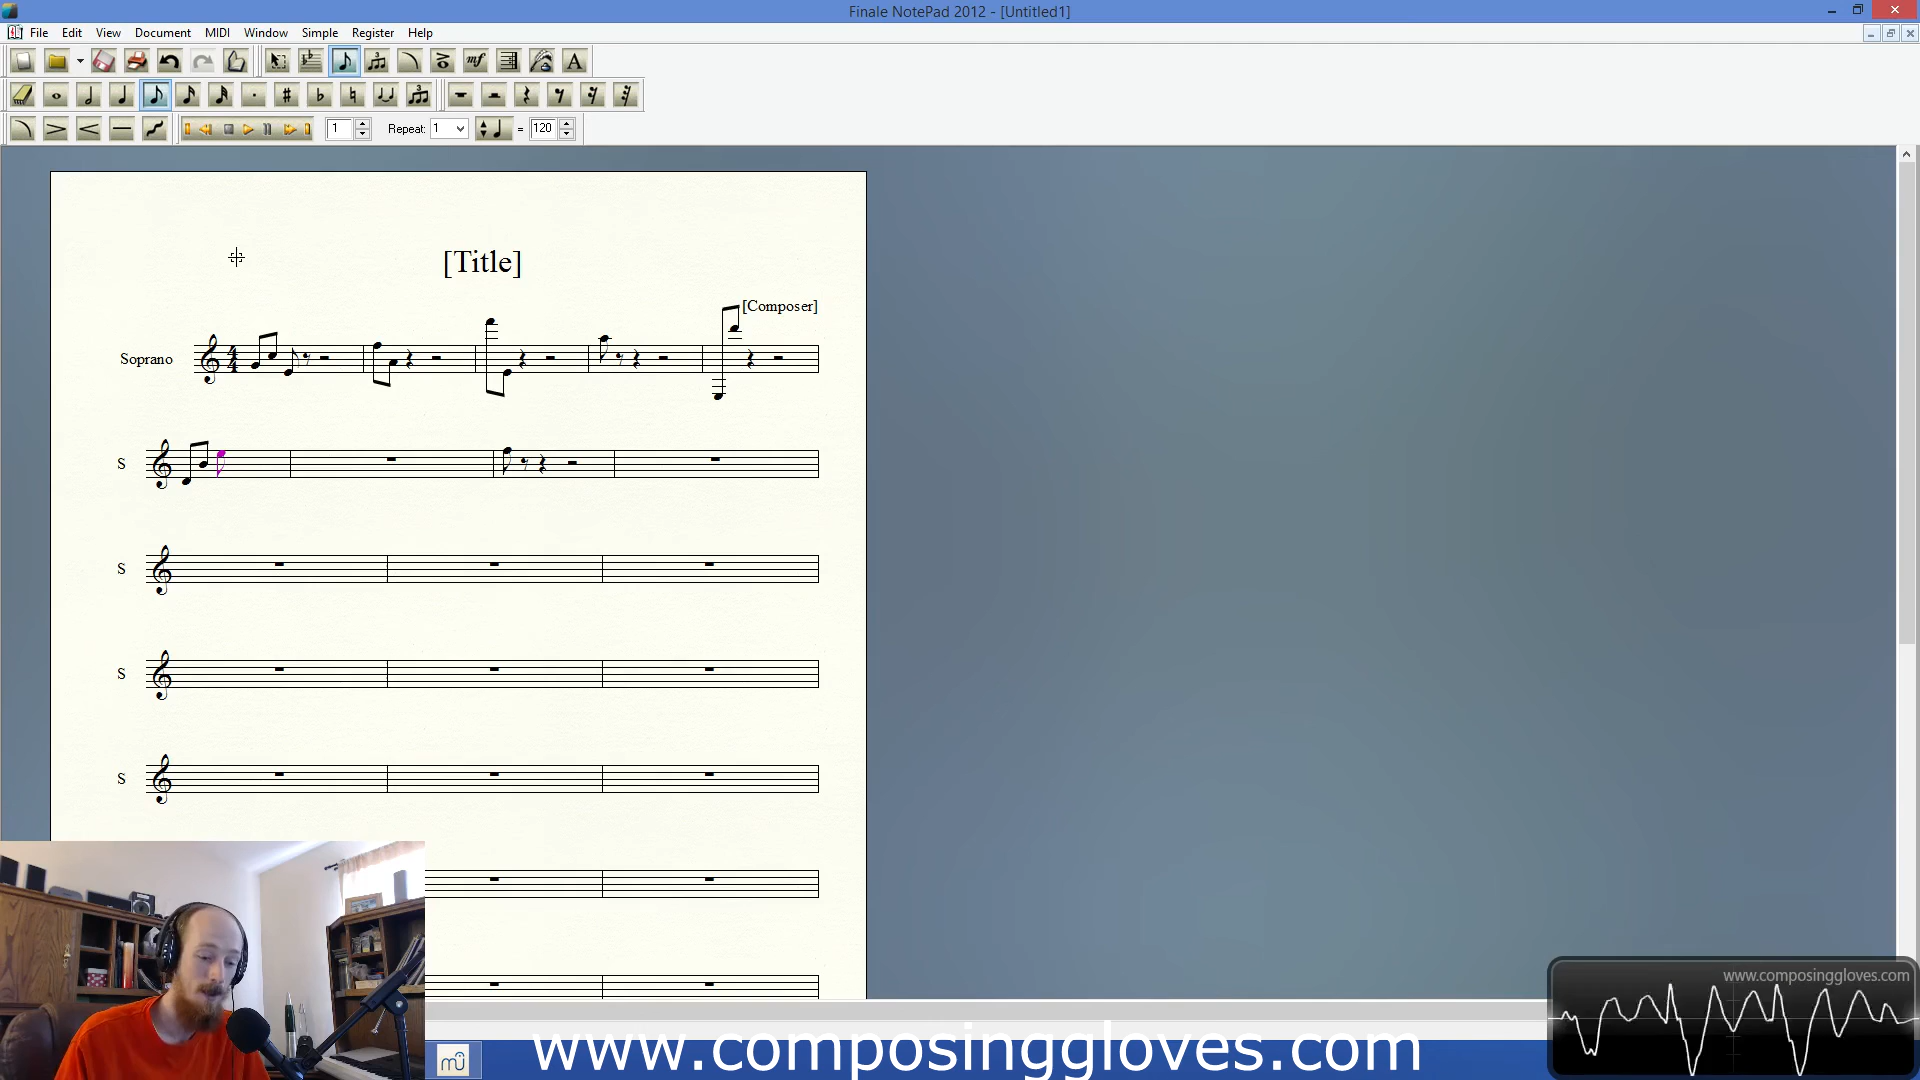 Finale NotePad 2012 - [Untitled1]
File Edit View Document MIDI Window Simple Register Help
mf A
1 Repeat: 1 = 120
[Title]
[Composer]
Soprano
S
S
S
S
www.composinggloves.com
www.composinggloves.com